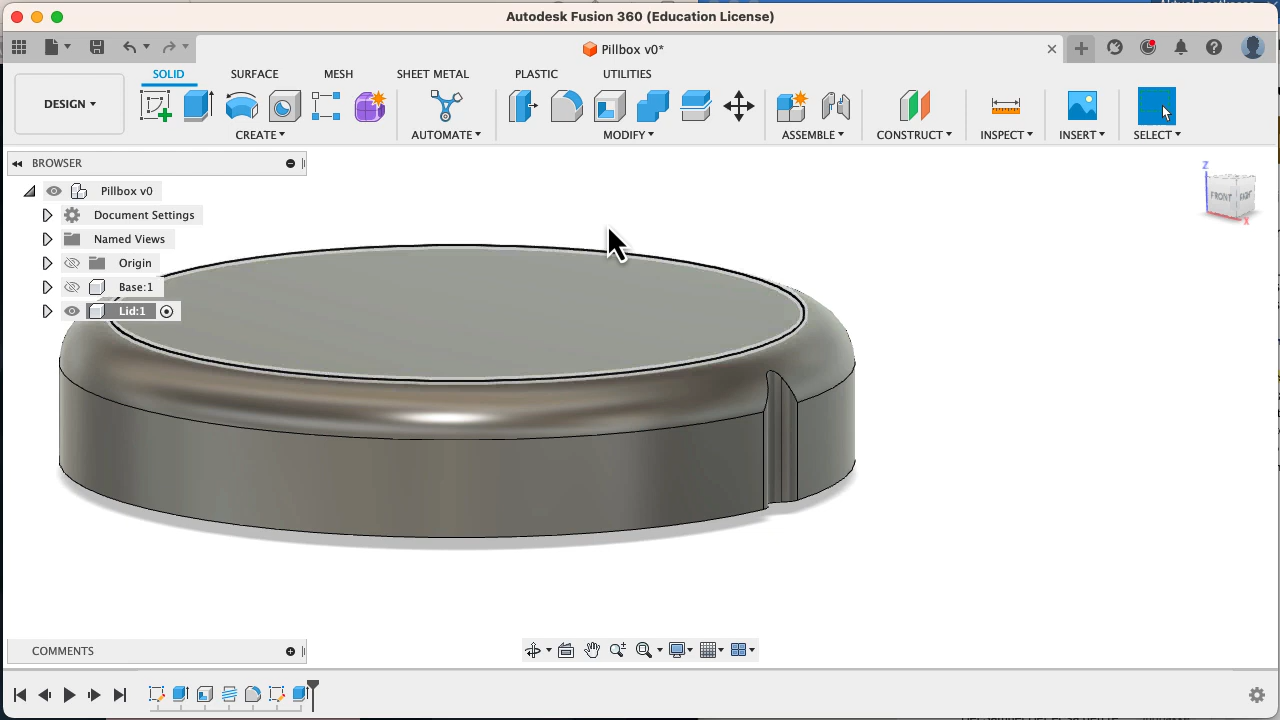 Autodesk Fusion 360 (Education License)
Pillbox v0*
SOLID SURFACE MESH SHEET METAL PLASTIC UTILITIES
DESIGN
CREATE AUTOMATE MODIFY ASSEMBLE CONSTRUCT INSPECT INSERT SELECT
BROWSER
Pillbox v0
Document Settings
Named Views
Origin
Base:1
Lid:1
Z
FRONT
X
COMMENTS